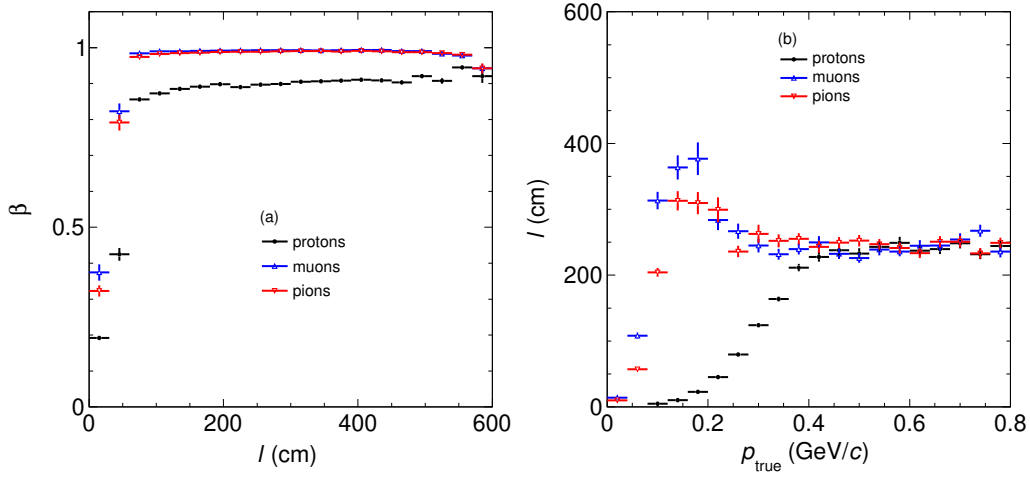 β
1
0.5
0
0 200 400 600
l (cm)
(a)
protons
muons
pions
l (cm)
600
400
200
0
0 0.2 0.4 0.6 0.8
p_true (GeV/c)
(b)
protons
muons
pions